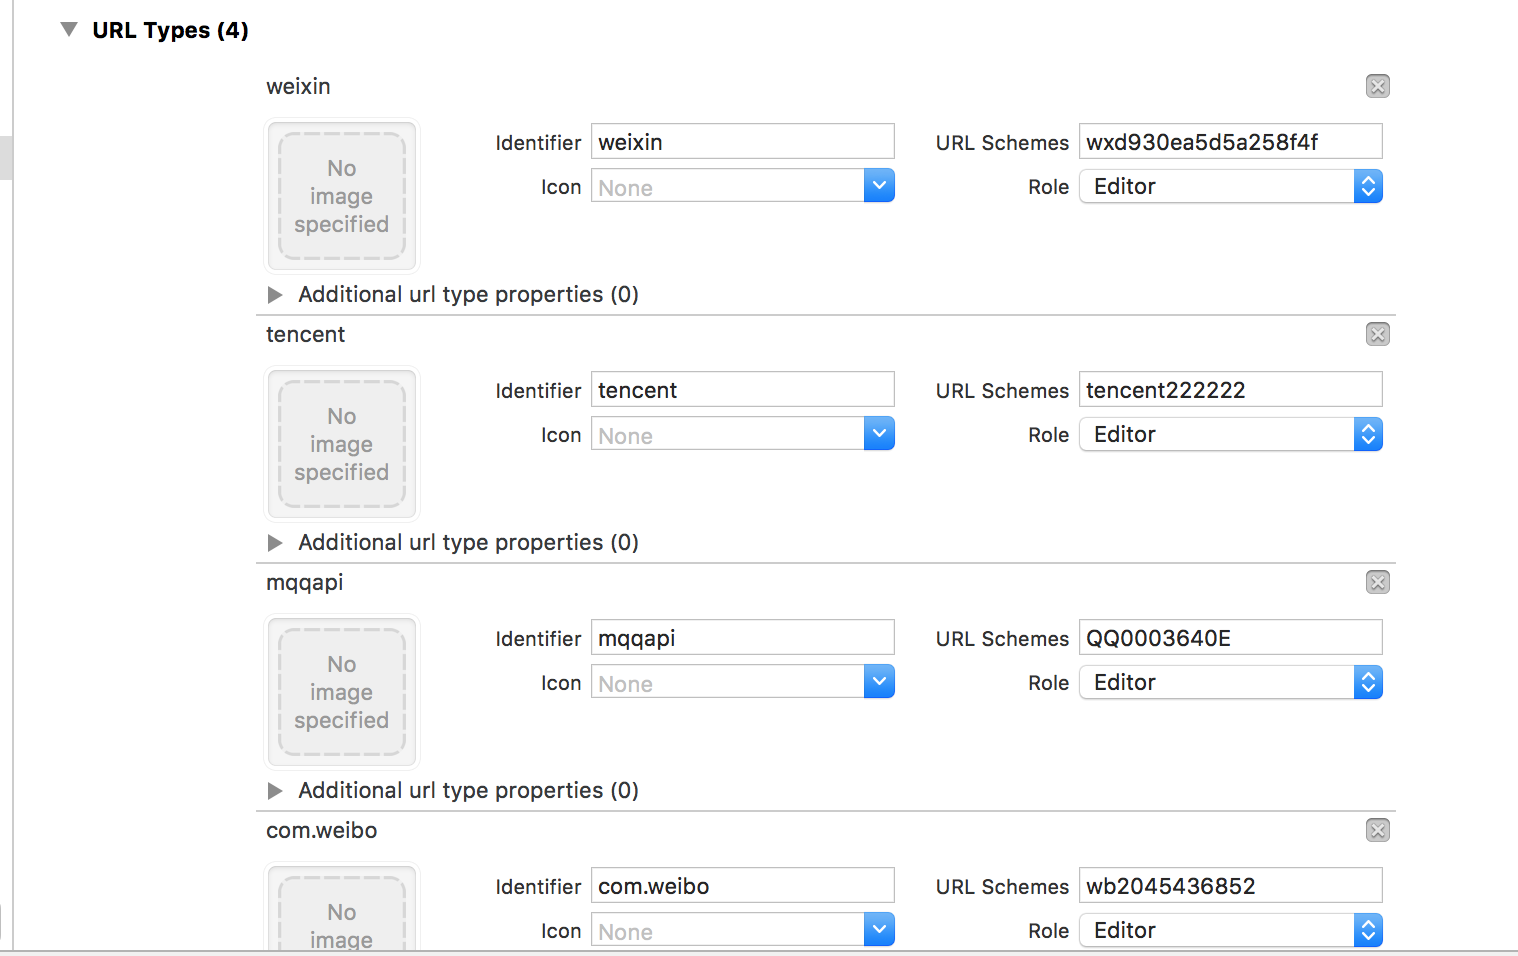 URL Types (4)
weixin
No
image
specified
Identifier weixin URL Schemes wxd930ea5d5a258f4f
Icon None Role Editor
Additional url type properties (0)
tencent
No
image
specified
Identifier tencent URL Schemes tencent222222
Icon None Role Editor
Additional url type properties (0)
mqqapi
No
image
specified
Identifier mqqapi URL Schemes QQ0003640E
Icon None Role Editor
Additional url type properties (0)
com.weibo
No
image
Identifier com.weibo URL Schemes wb2045436852
Icon None Role Editor